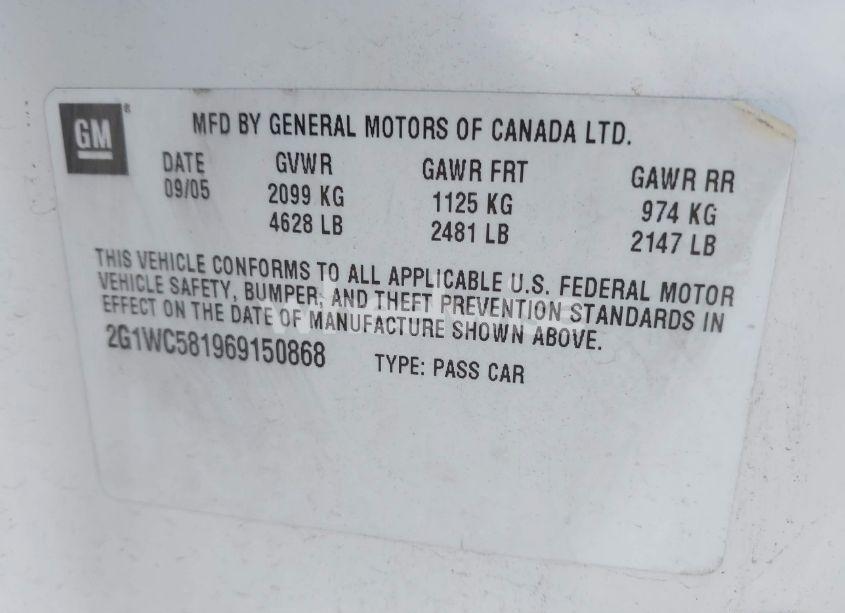 GM®
MFD BY GENERAL MOTORS OF CANADA LTD.
DATE GVWR GAWR FRT GAWR RR
09/05 2099 KG 1125 KG 974 KG
4628 LB 2481 LB 2147 LB
THIS VEHICLE CONFORMS TO ALL APPLICABLE U.S. FEDERAL MOTOR
VEHICLE SAFETY, BUMPER, AND THEFT PREVENTION STANDARDS IN
EFFECT ON THE DATE OF MANUFACTURE SHOWN ABOVE.
2G1WC581969150868 TYPE: PASS CAR